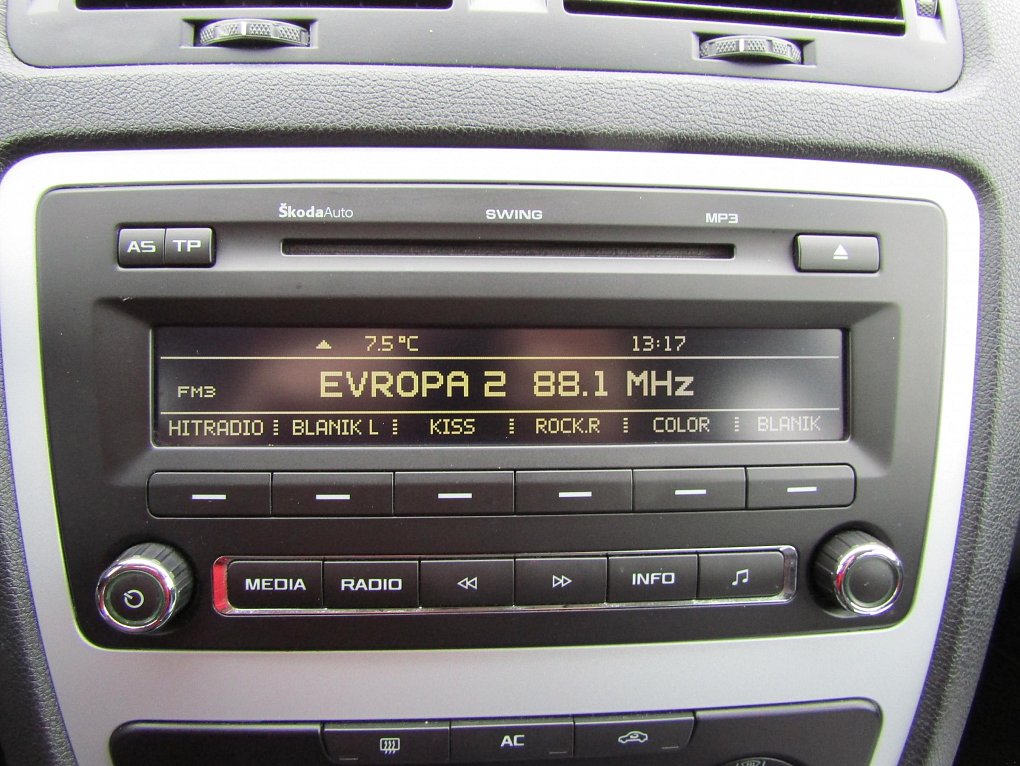 ŠkodaAuto SWING MP3
AS TP
7.5°C 13:17
FM3 EVROPA 2 88.1 MHz
HITRADIO BLANIK L KISS ROCK.R COLOR BLANIK
MEDIA RADIO INFO
AC